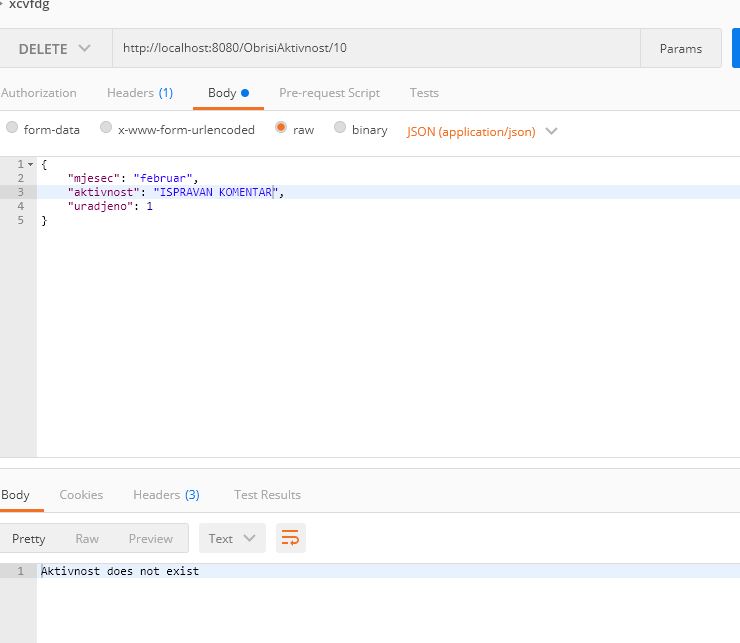 xcvfdg
DELETE http://localhost:8080/ObrisiAktivnost/10 Params
Authorization Headers (1) Body Pre-request Script Tests
form-data x-www-form-urlencoded raw binary JSON (application/json)
1 {
2 "mjesec": "februar",
3 "aktivnost": "ISPRAVAN KOMENTAR",
4 "uradjeno": 1
5 }
Body Cookies Headers (3) Test Results
Pretty Raw Preview Text
1 Aktivnost does not exist